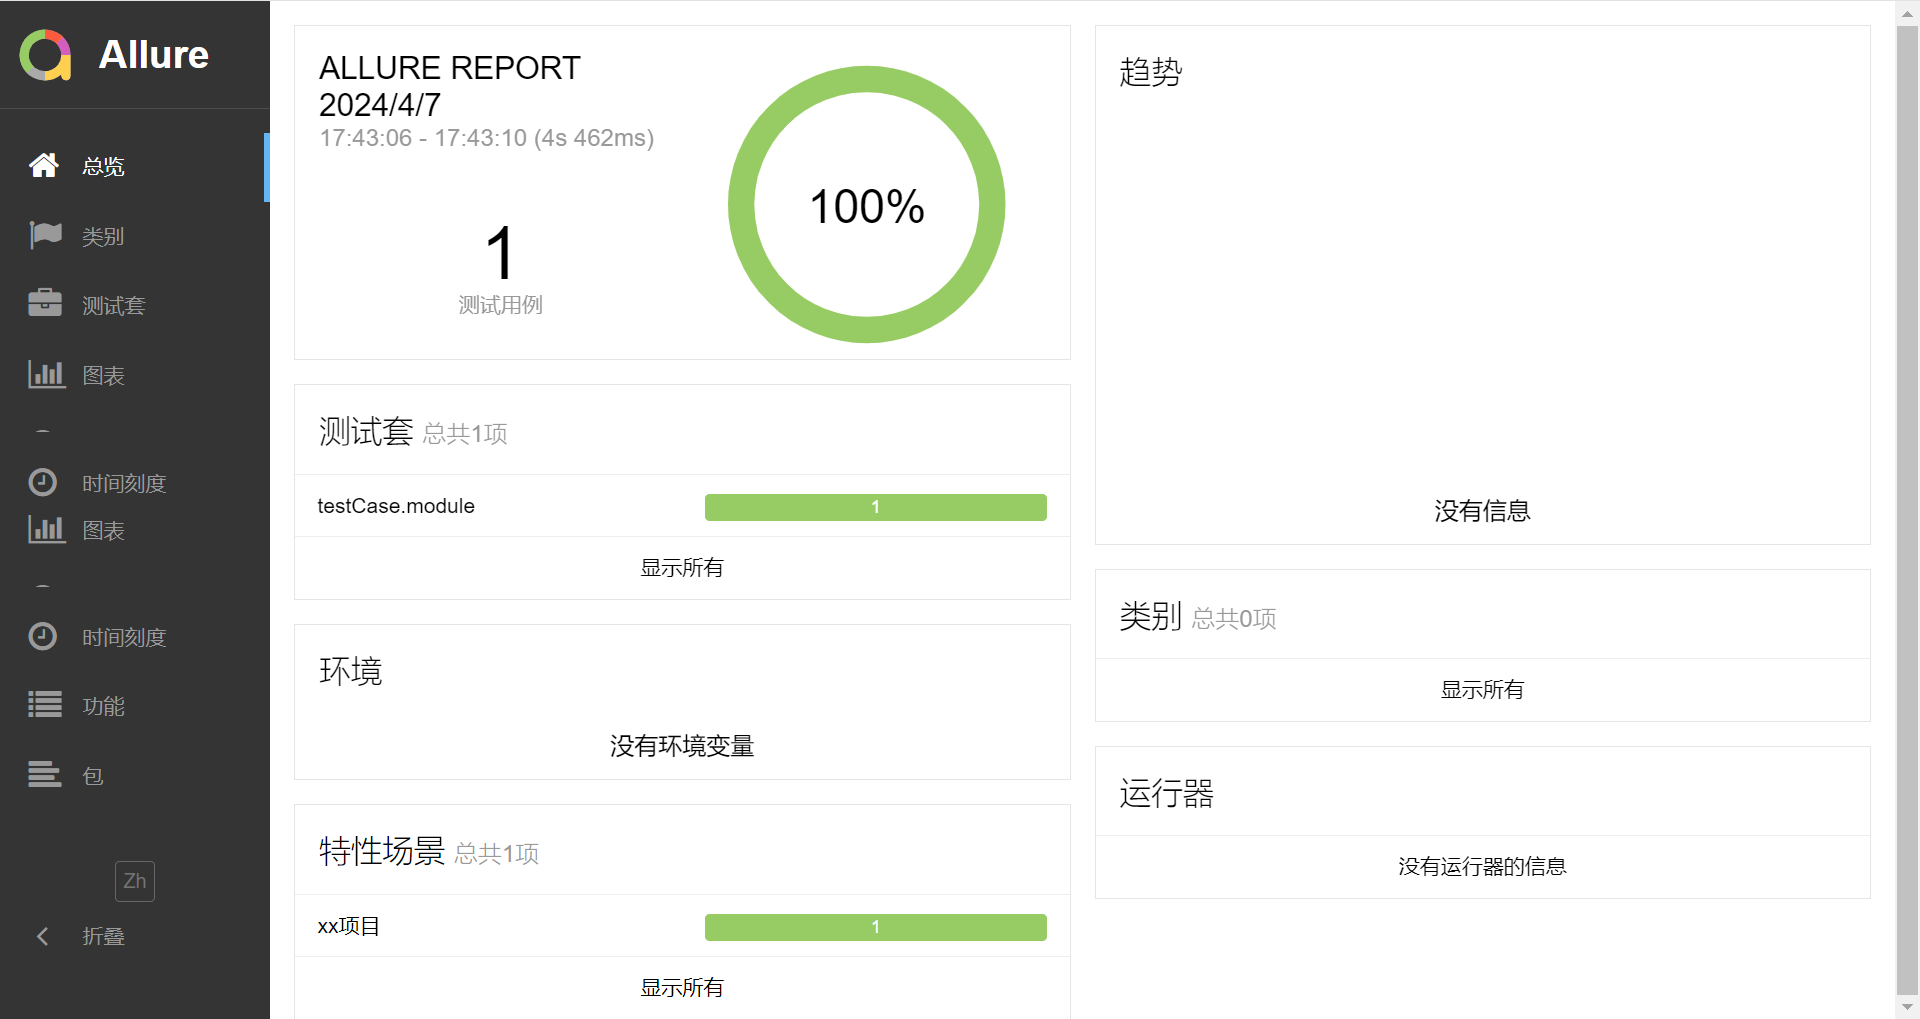 Allure
总览
类别
测试套
图表
时间刻度
图表
时间刻度
功能
包
Zh
折叠
ALLURE REPORT
2024/4/7
17:43:06 - 17:43:10 (4s 462ms)
1
测试用例
100%
测试套 总共1项
testCase.module 1
显示所有
环境
没有环境变量
特性场景 总共1项
xx项目 1
显示所有
趋势
没有信息
类别 总共0项
显示所有
运行器
没有运行器的信息